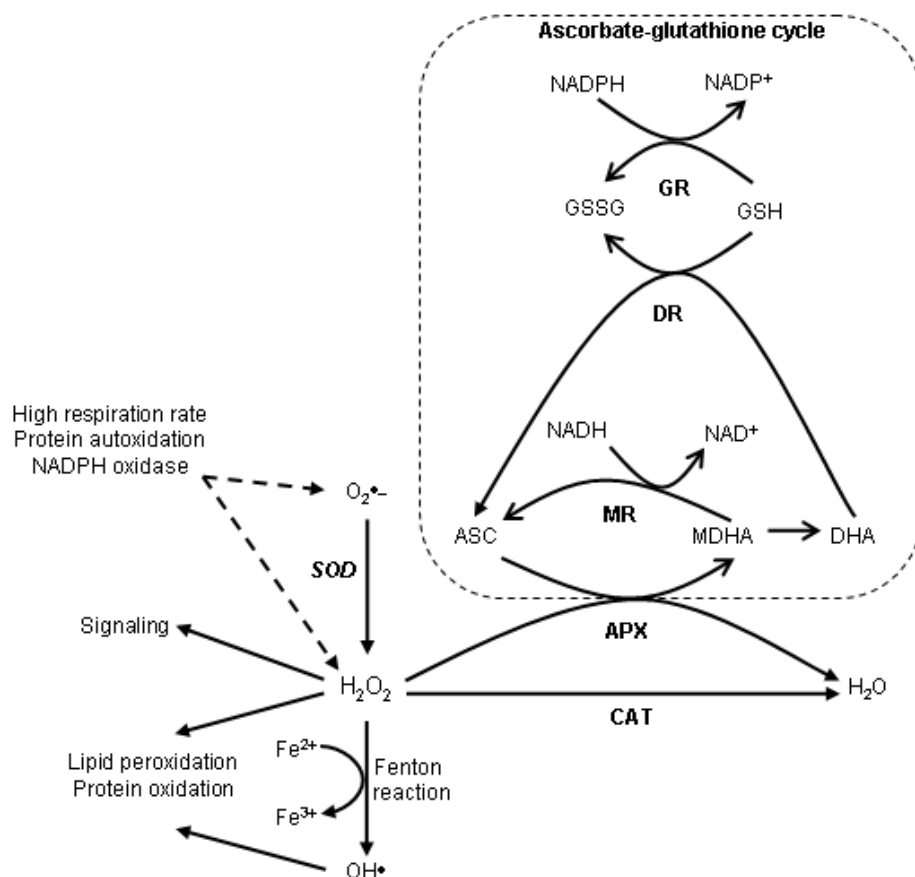 Ascorbate-glutathione cycle
NADPH
NADP⁺
GR
GSSG
GSH
DR
High respiration rate
Protein autoxidation
NADPH oxidase
NADH
NAD⁺
O₂•–
MR
ASC
MDHA
DHA
SOD
Signaling
APX
H₂O₂
H₂O
CAT
Fe²⁺
Lipid peroxidation
Protein oxidation
Fenton
reaction
Fe³⁺
OH•